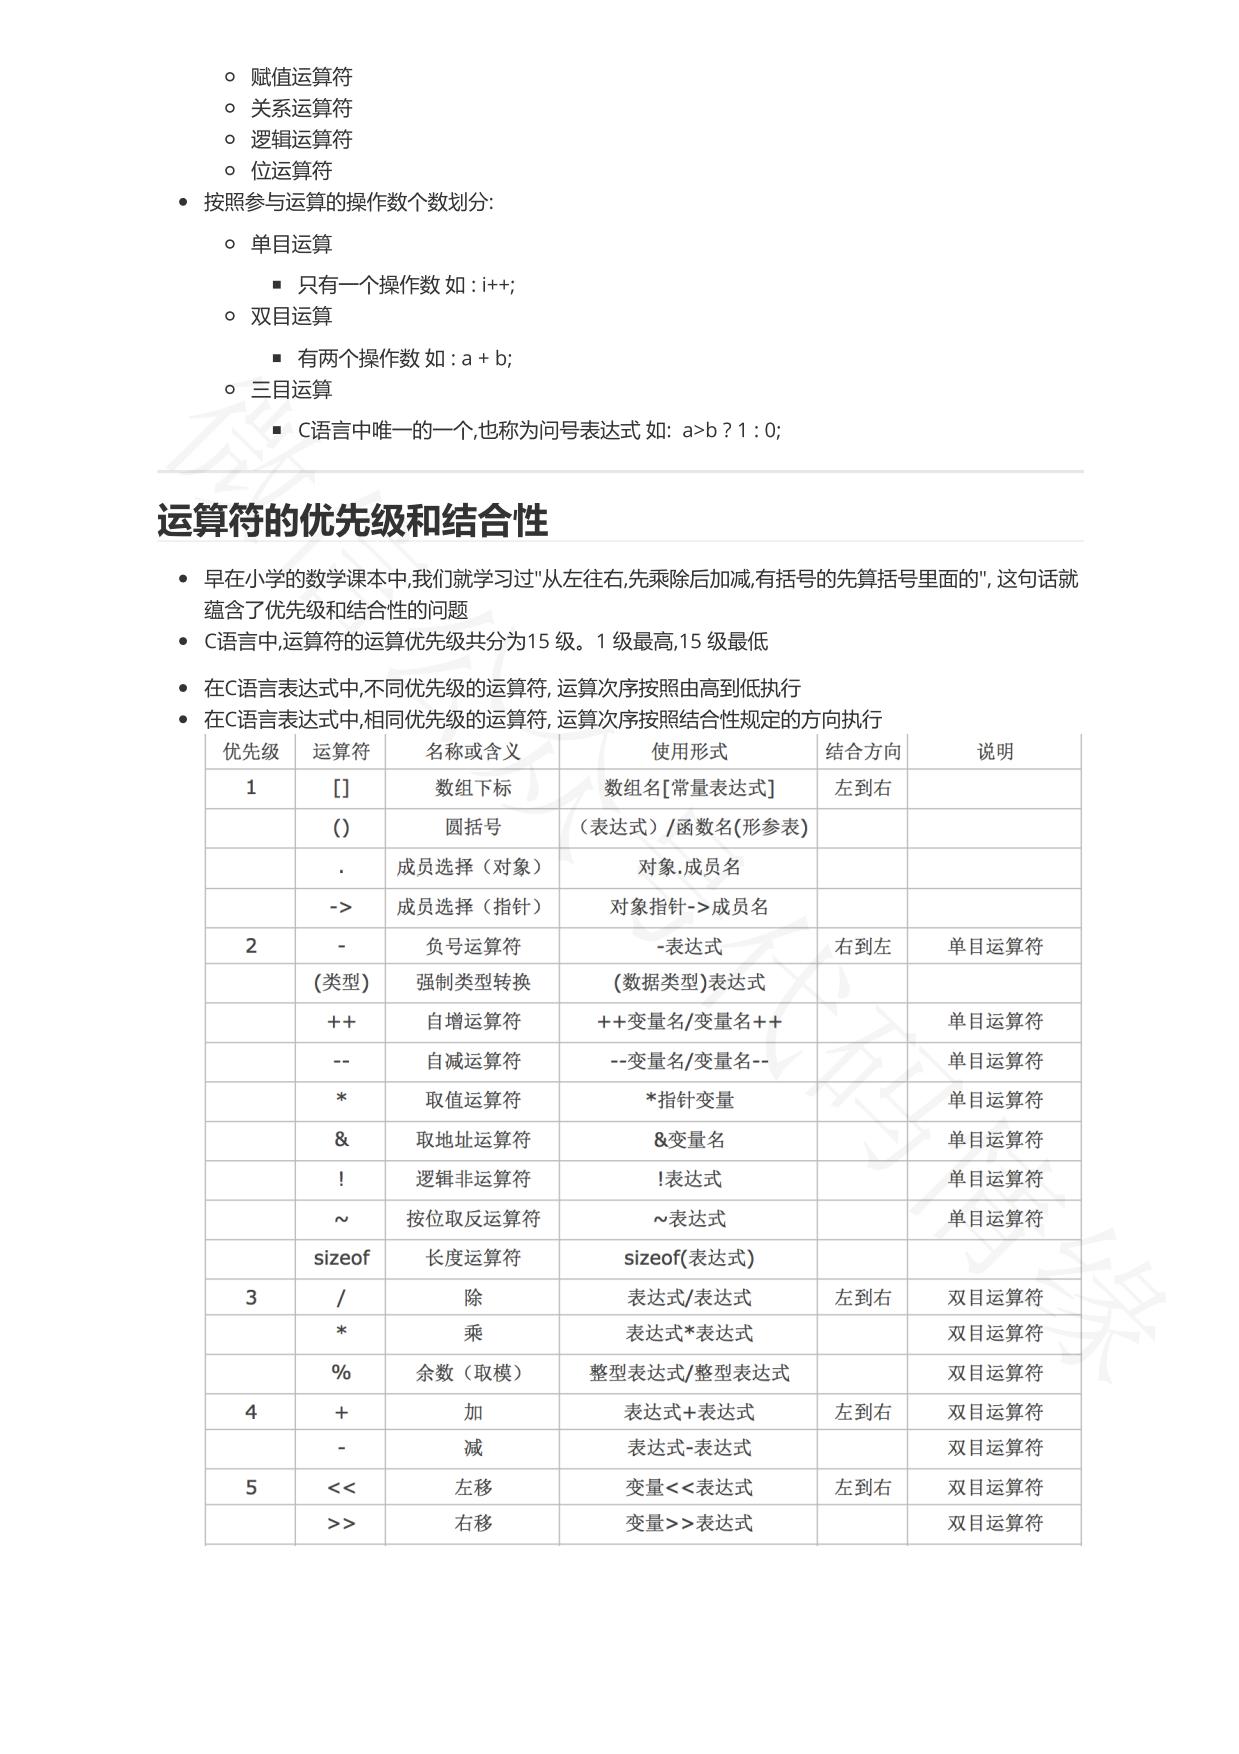 赋值运算符
关系运算符
逻辑运算符
位运算符
按照参与运算的操作数个数划分:
单目运算
只有一个操作数 如 : i++;
双目运算
有两个操作数 如 : a + b;
三目运算
C语言中唯一的一个,也称为问号表达式 如: a>b ? 1 : 0;
运算符的优先级和结合性
早在小学的数学课本中,我们就学习过"从左往右,先乘除后加减,有括号的先算括号里面的", 这句话就
蕴含了优先级和结合性的问题
C语言中,运算符的运算优先级共分为15 级。1 级最高,15 级最低
在C语言表达式中,不同优先级的运算符, 运算次序按照由高到低执行
在C语言表达式中,相同优先级的运算符, 运算次序按照结合性规定的方向执行
优先级 运算符 名称或含义 使用形式 结合方向 说明
1 [] 数组下标 数组名[常量表达式] 左到右
() 圆括号 （表达式）/函数名(形参表)
. 成员选择（对象） 对象.成员名
-> 成员选择（指针） 对象指针->成员名
2 - 负号运算符 -表达式 右到左 单目运算符
(类型) 强制类型转换 (数据类型)表达式
++ 自增运算符 ++变量名/变量名++ 单目运算符
-- 自减运算符 --变量名/变量名-- 单目运算符
* 取值运算符 *指针变量 单目运算符
& 取地址运算符 &变量名 单目运算符
! 逻辑非运算符 !表达式 单目运算符
~ 按位取反运算符 ~表达式 单目运算符
sizeof 长度运算符 sizeof(表达式)
3 / 除 表达式/表达式 左到右 双目运算符
* 乘 表达式*表达式 双目运算符
% 余数（取模） 整型表达式/整型表达式 双目运算符
4 + 加 表达式+表达式 左到右 双目运算符
- 减 表达式-表达式 双目运算符
5 << 左移 变量<<表达式 左到右 双目运算符
>> 右移 变量>>表达式 双目运算符
微信公众号代码情缘